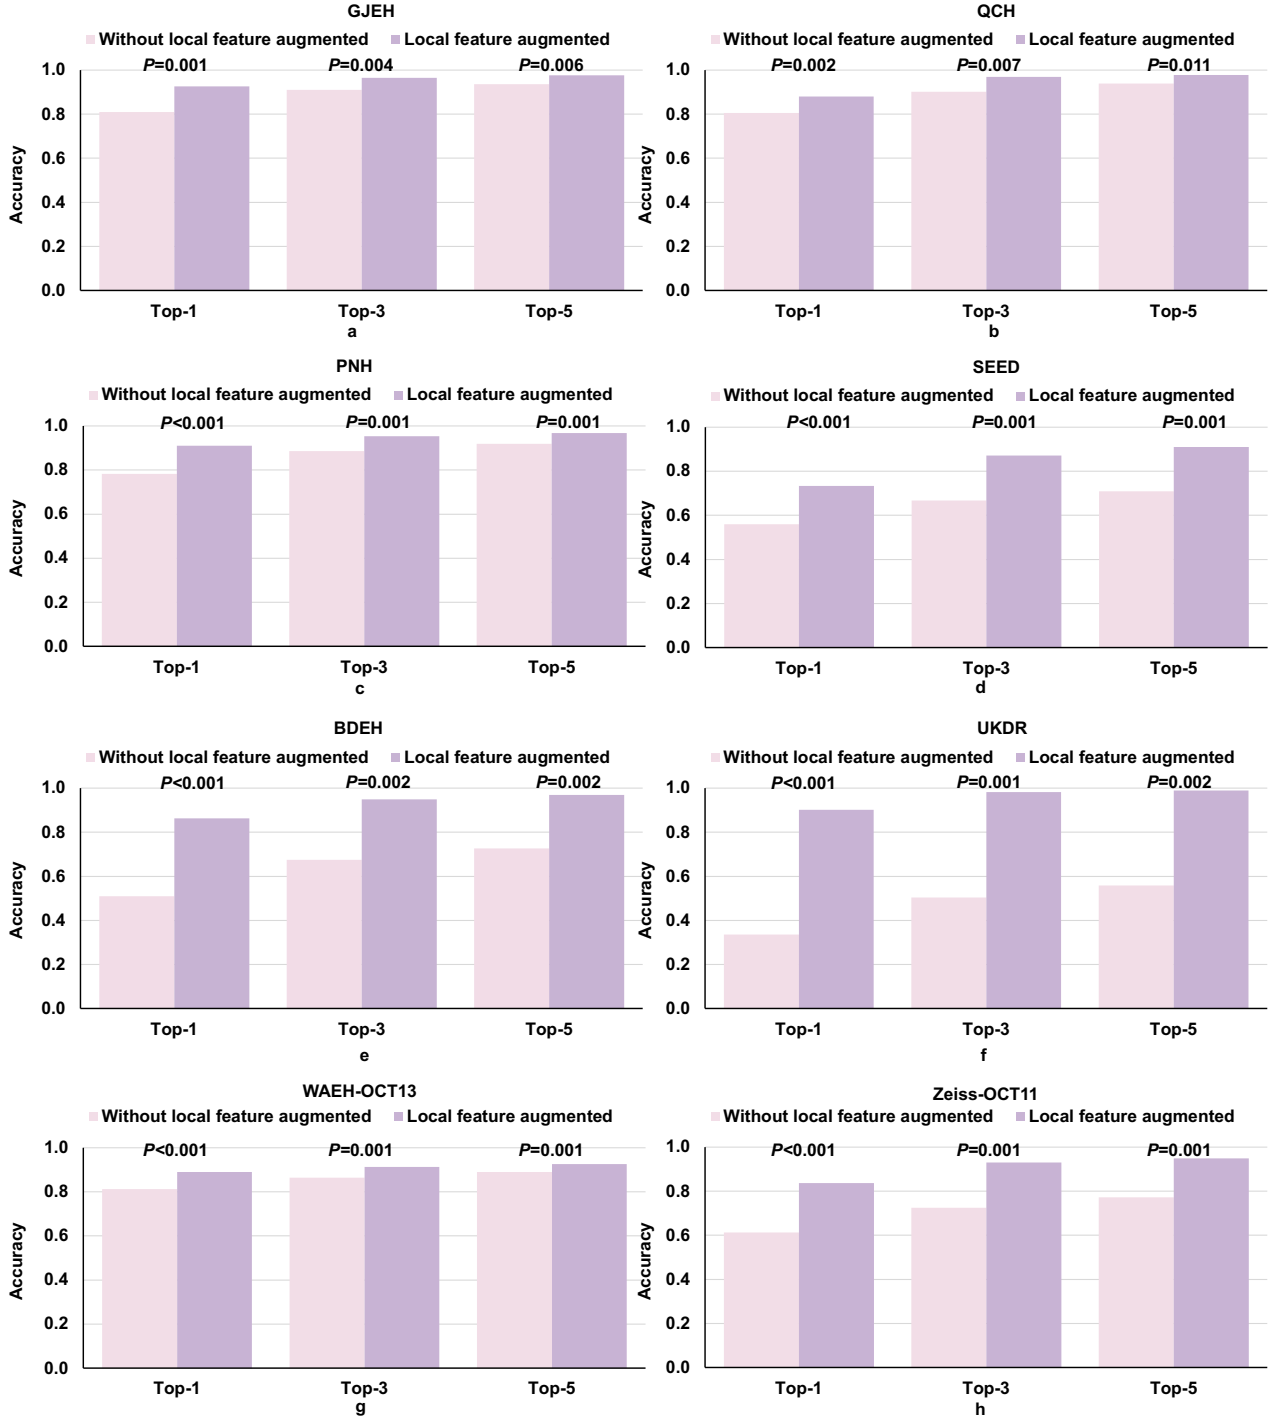 GJEH
Without local feature augmented Local feature augmented
P=0.001 P=0.004 P=0.006
1.0
0.8
0.6
0.4
0.2
0.0
Accuracy
Top-1 Top-3 Top-5
a
QCH
Without local feature augmented Local feature augmented
P=0.002 P=0.007 P=0.011
1.0
0.8
0.6
0.4
0.2
0.0
Accuracy
Top-1 Top-3 Top-5
b
PNH
Without local feature augmented Local feature augmented
P<0.001 P=0.001 P=0.001
1.0
0.8
0.6
0.4
0.2
0.0
Accuracy
Top-1 Top-3 Top-5
c
SEED
Without local feature augmented Local feature augmented
P<0.001 P=0.001 P=0.001
1.0
0.8
0.6
0.4
0.2
0.0
Accuracy
Top-1 Top-3 Top-5
d
BDEH
Without local feature augmented Local feature augmented
P<0.001 P=0.002 P=0.002
1.0
0.8
0.6
0.4
0.2
0.0
Accuracy
Top-1 Top-3 Top-5
e
UKDR
Without local feature augmented Local feature augmented
P<0.001 P=0.001 P=0.002
1.0
0.8
0.6
0.4
0.2
0.0
Accuracy
Top-1 Top-3 Top-5
f
WAEH-OCT13
Without local feature augmented Local feature augmented
P<0.001 P=0.001 P=0.001
1.0
0.8
0.6
0.4
0.2
0.0
Accuracy
Top-1 Top-3 Top-5
g
Zeiss-OCT11
Without local feature augmented Local feature augmented
P<0.001 P=0.001 P=0.001
1.0
0.8
0.6
0.4
0.2
0.0
Accuracy
Top-1 Top-3 Top-5
h